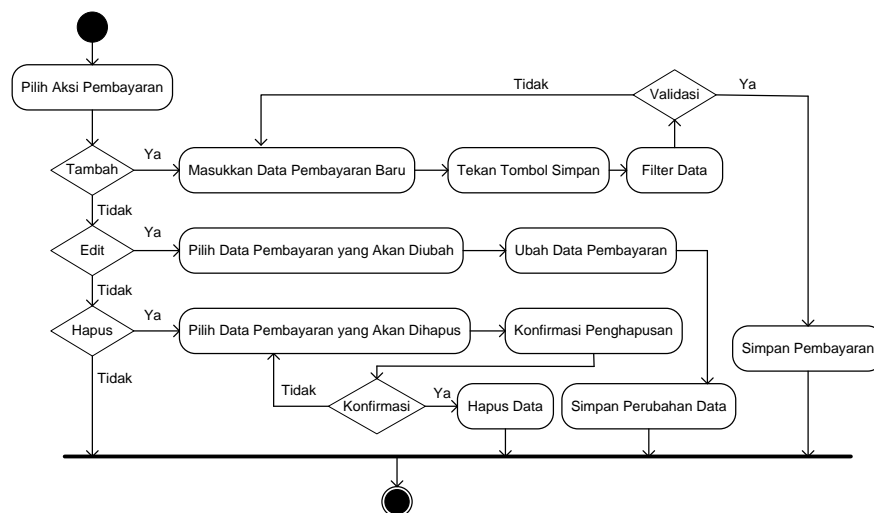 Pilih Aksi Pembayaran
Tidak
Validasi
Ya
Tambah
Ya
Masukkan Data Pembayaran Baru
Tekan Tombol Simpan
Filter Data
Tidak
Edit
Ya
Pilih Data Pembayaran yang Akan Diubah
Ubah Data Pembayaran
Tidak
Hapus
Ya
Pilih Data Pembayaran yang Akan Dihapus
Konfirmasi Penghapusan
Simpan Pembayaran
Tidak
Tidak
Konfirmasi
Ya
Hapus Data
Simpan Perubahan Data